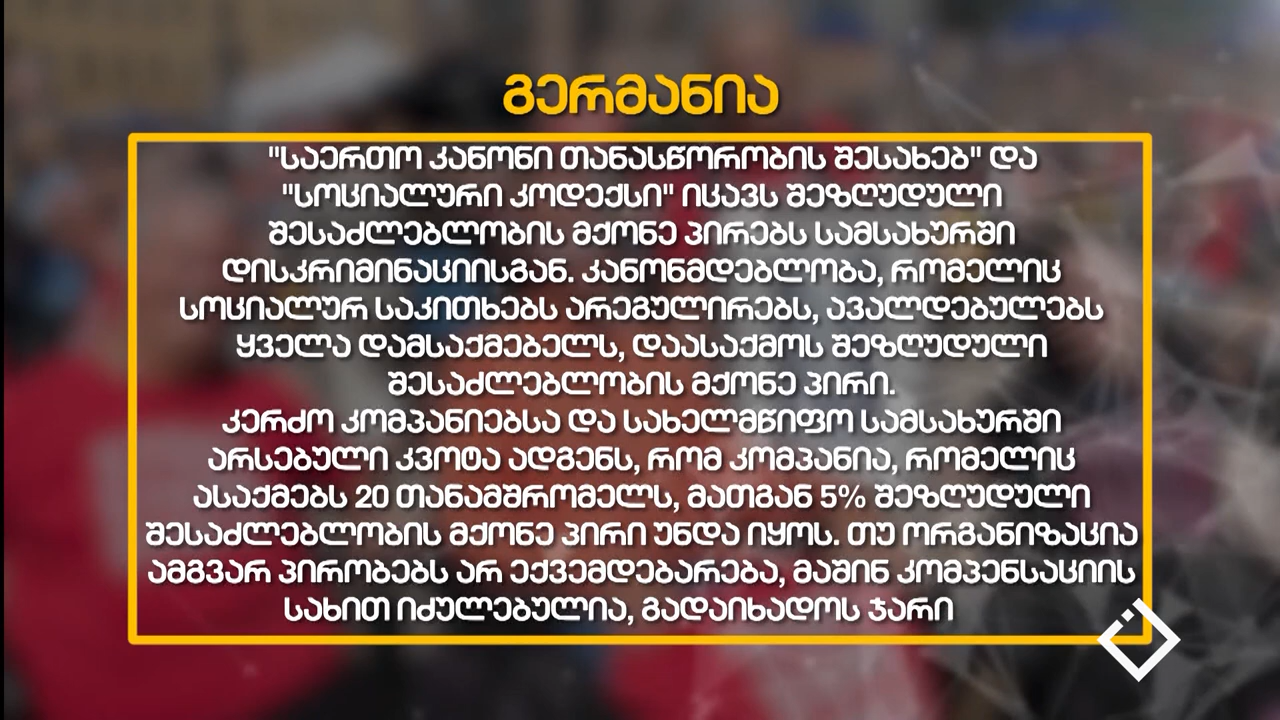 გერმანია
"საერთო კანონი თანასწორობის შესახებ" და
"სოციალური კოდექსი" იცავს შეზღუდული
შესაძლებლობის მქონე პირებს სამსახურში
დისკრიმინაციისგან. კანონმდებლობა, რომელიც
სოციალურ საკითხებს არეგულირებს, ავალდებულებს
ყველა დამსაქმებელს, დაასაქმოს შეზღუდული
შესაძლებლობის მქონე პირი.
კერძო კომპანიებსა და სახელმწიფო სამსახურში
არსებული კვოტა ადგენს, რომ კომპანია, რომელიც
ასაქმებს 20 თანამშრომელს, მათგან 5% შეზღუდული
შესაძლებლობის მქონე პირი უნდა იყოს. თუ ორგანიზაცია
ამგვარ პირობებს არ ექვემდებარება, მაშინ კომპენსაციის
სახით იძულებულია, გადაიხადოს ჯარი